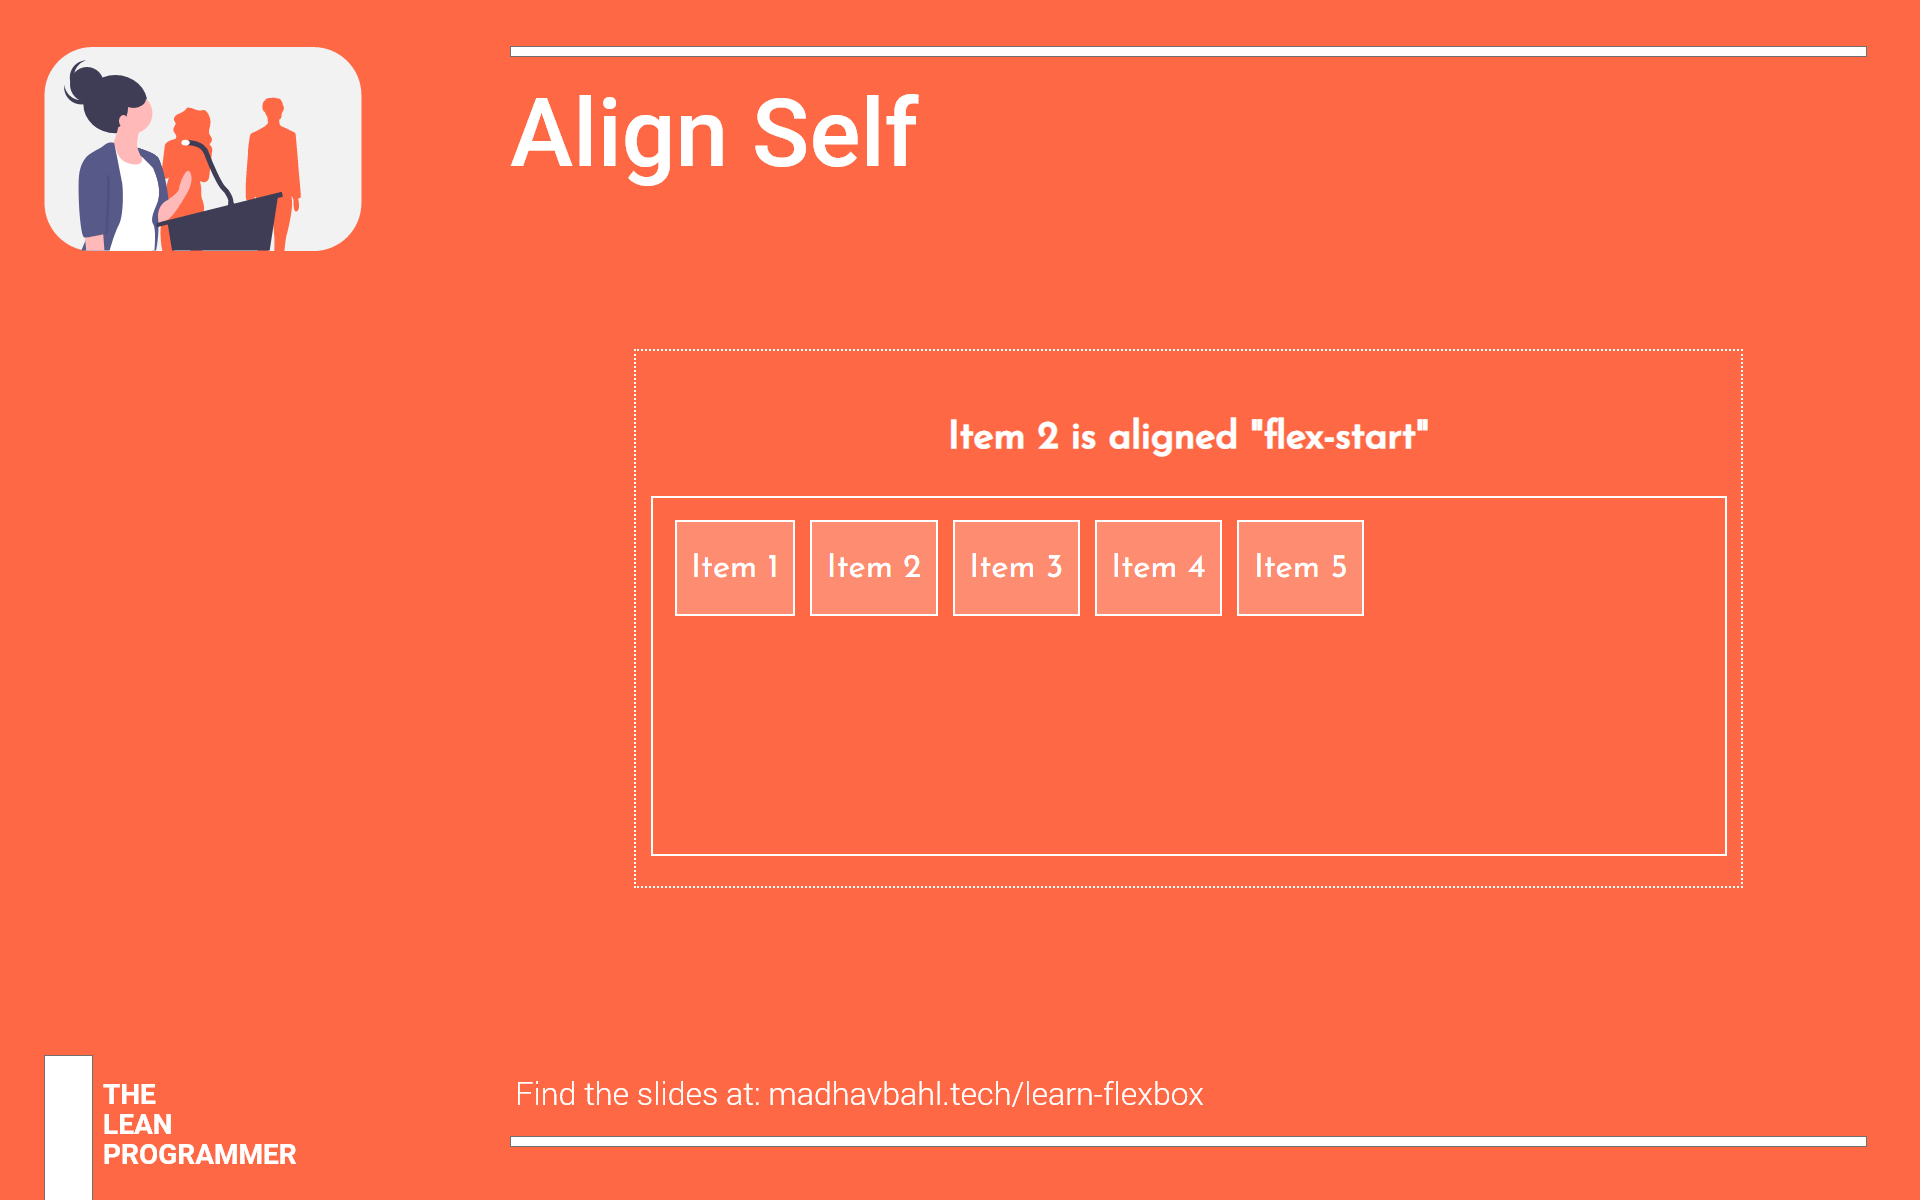 Align Self
Item 2 is aligned "flex-start"
Item 1 Item 2 Item 3 Item 4 Item 5
Find the slides at: madhavbahl.tech/learn-flexbox
THE
LEAN
PROGRAMMER